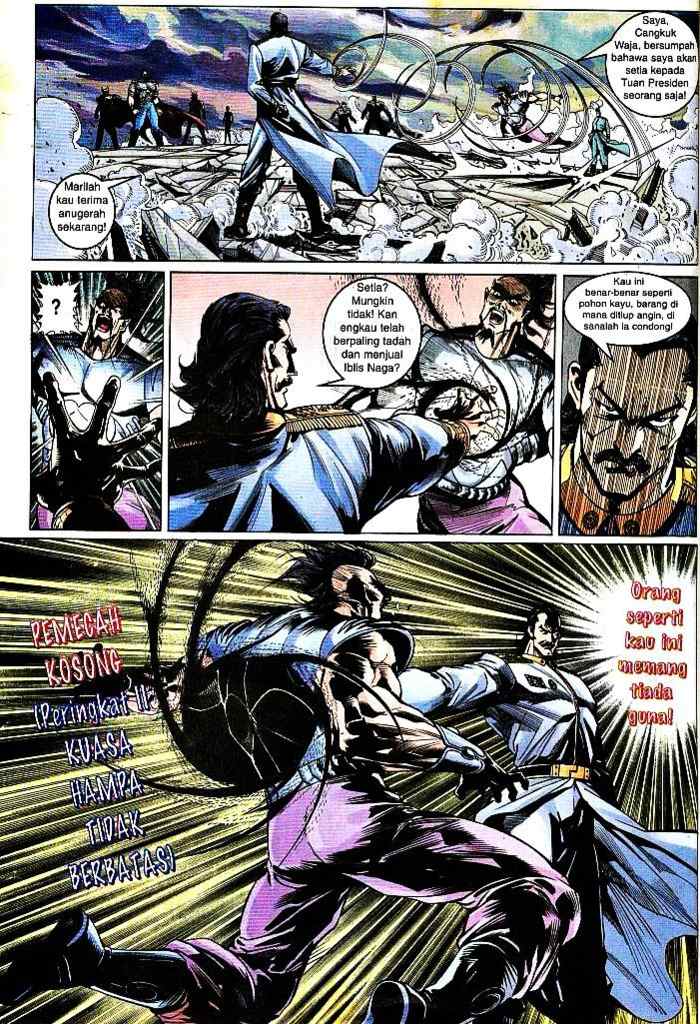 Saya,
Cangkuk
Waja, bersumpah
bahawa saya akan
setia kepada
Tuan Presiden
seorang saja!
Marilah
kau terima
anugerah
sekarang!
?
Setia?
Mungkin
tidak! Kan
engkau telah
berpaling tadah
dan menjual
Iblis Naga?
Kau ini
benar-benar seperti
pohon kayu, barang di
mana ditiup angin, di
sanalah ia condong!
PEMECAH
KOSONG
(Peringkat II
KUASA
HAMPA
TIDAK
BERBATAS)
Orang
seperti
kau ini
memang
tiada
guna!